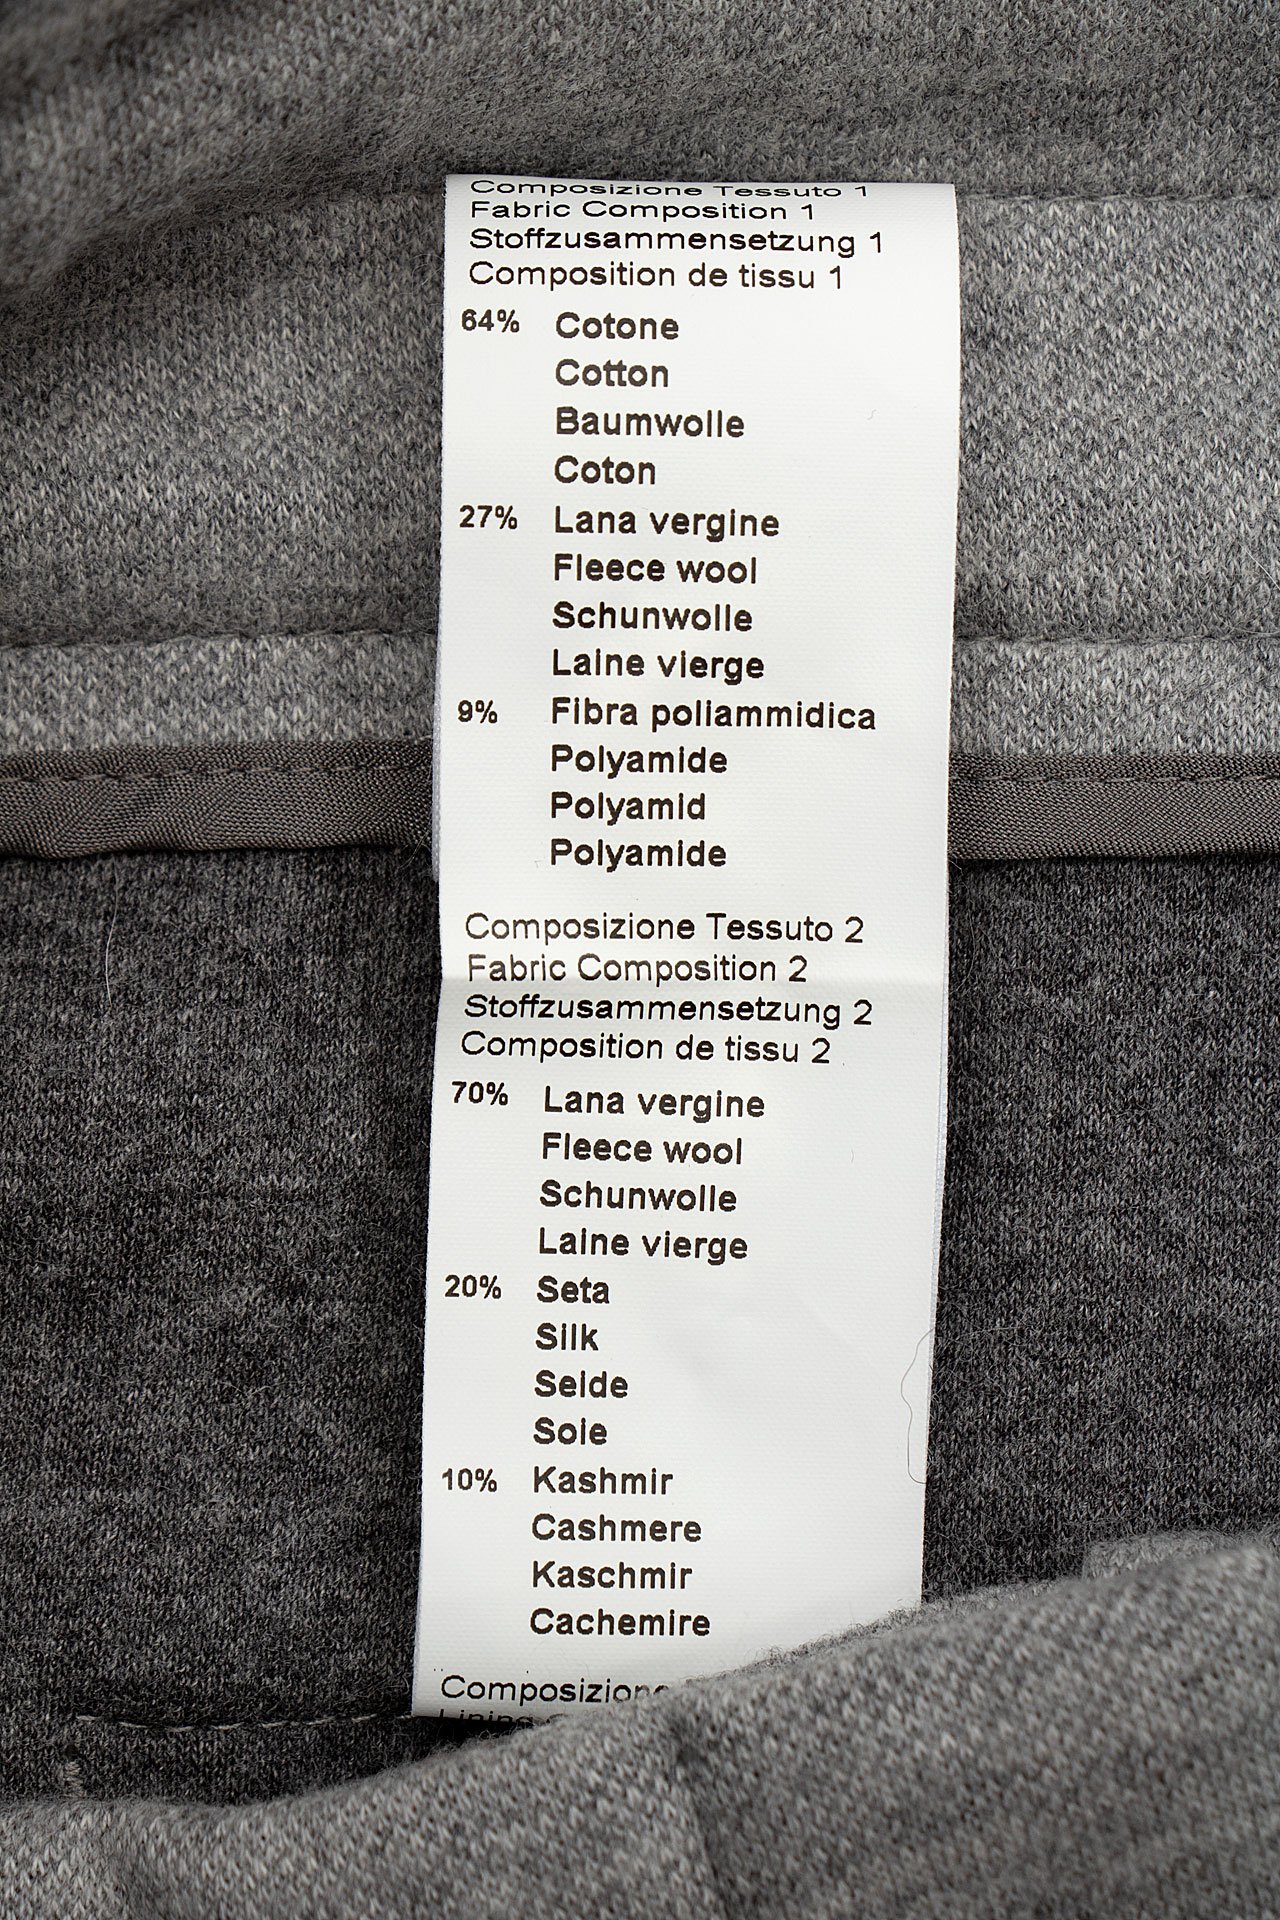 Composizione Tessuto 1
Fabric Composition 1
Stoffzusammensetzung 1
Composition de tissu 1
64% Cotone
Cotton
Baumwolle
Coton
27% Lana vergine
Fleece wool
Schunwolle
Laine vierge
9% Fibra poliammidica
Polyamide
Polyamid
Polyamide
Composizione Tessuto 2
Fabric Composition 2
Stoffzusammensetzung 2
Composition de tissu 2
70% Lana vergine
Fleece wool
Schunwolle
Laine vierge
20% Seta
Silk
Seide
Soie
10% Kashmir
Cashmere
Kaschmir
Cachemire
Lining